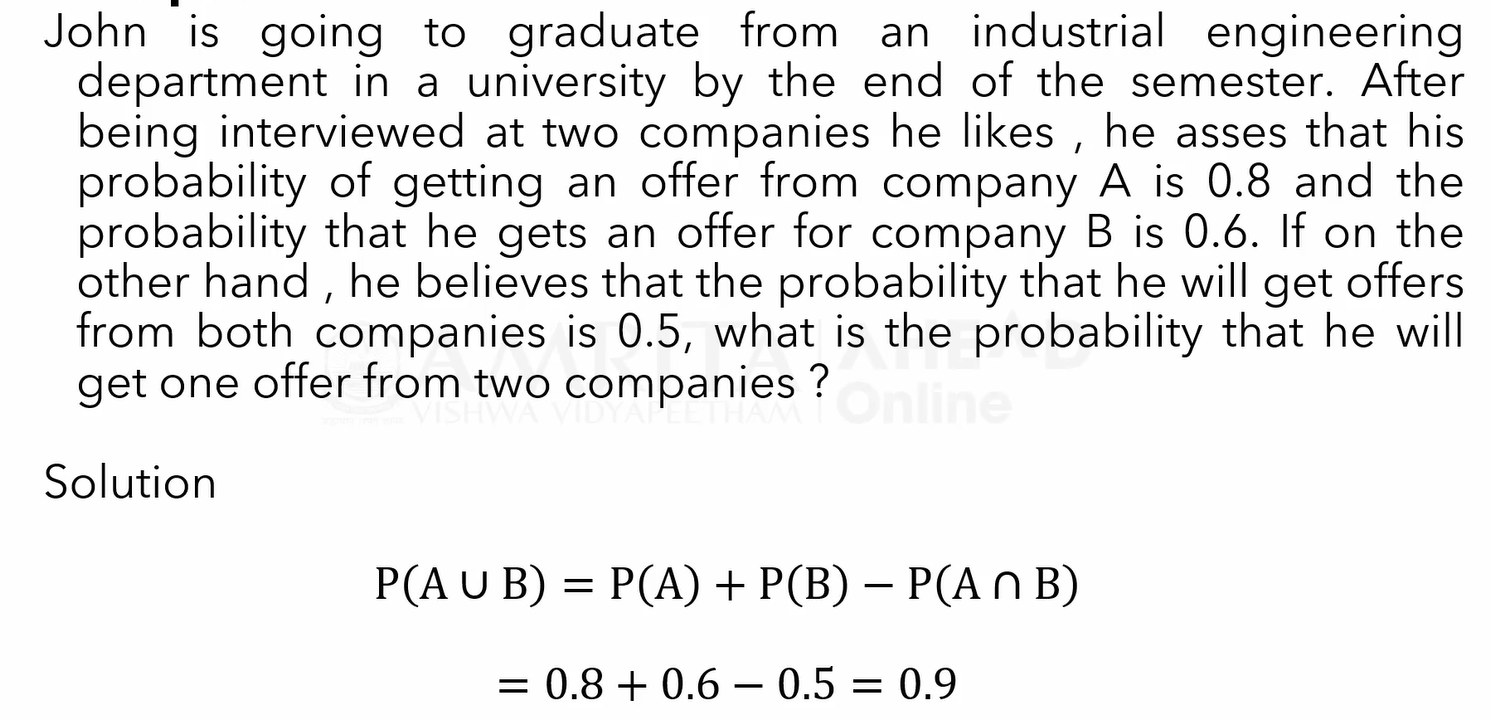 John is going to graduate from an industrial engineering
department in a university by the end of the semester. After
being interviewed at two companies he likes , he asses that his
probability of getting an offer from company A is 0.8 and the
probability that he gets an offer for company B is 0.6. If on the
other hand , he believes that the probability that he will get offers
from both companies is 0.5, what is the probability that he will
get one offer from two companies ?
AMRITA AHEAD
VISHWA VIDYAPEETHAM Online
Solution
P(A ∪ B) = P(A) + P(B) − P(A ∩ B)
= 0.8 + 0.6 − 0.5 = 0.9